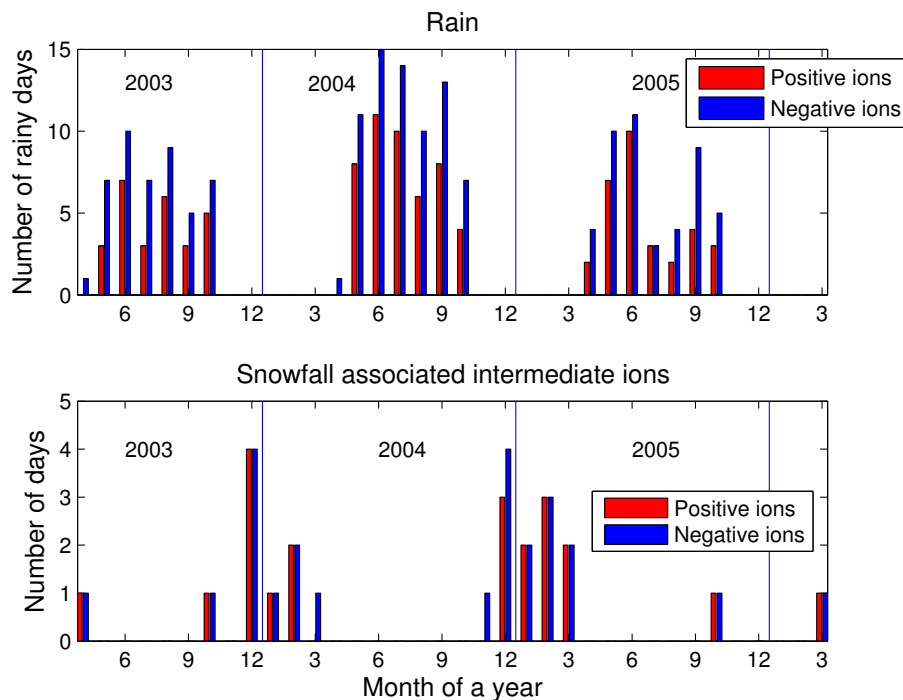 Rain
Number of rainy days
15
10
5
0
2003
2004
2005
Positive ions
Negative ions
6 9 12 3 6 9 12 3 6 9 12 3
Snowfall associated intermediate ions
Number of days
5
4
3
2
1
0
2003
2004
2005
Positive ions
Negative ions
6 9 12 3 6 9 12 3 6 9 12 3
Month of a year